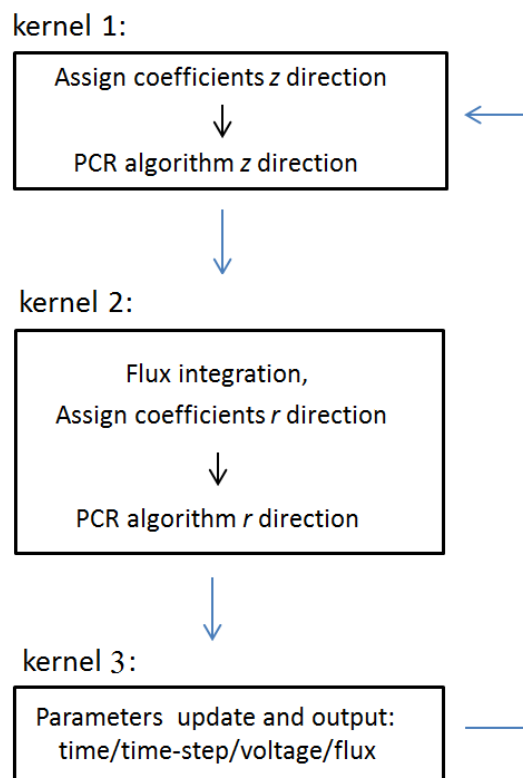 kernel 1:
Assign coefficients z direction
PCR algorithm z direction
kernel 2:
Flux integration,
Assign coefficients r direction
PCR algorithm r direction
kernel 3:
Parameters update and output:
time/time-step/voltage/flux